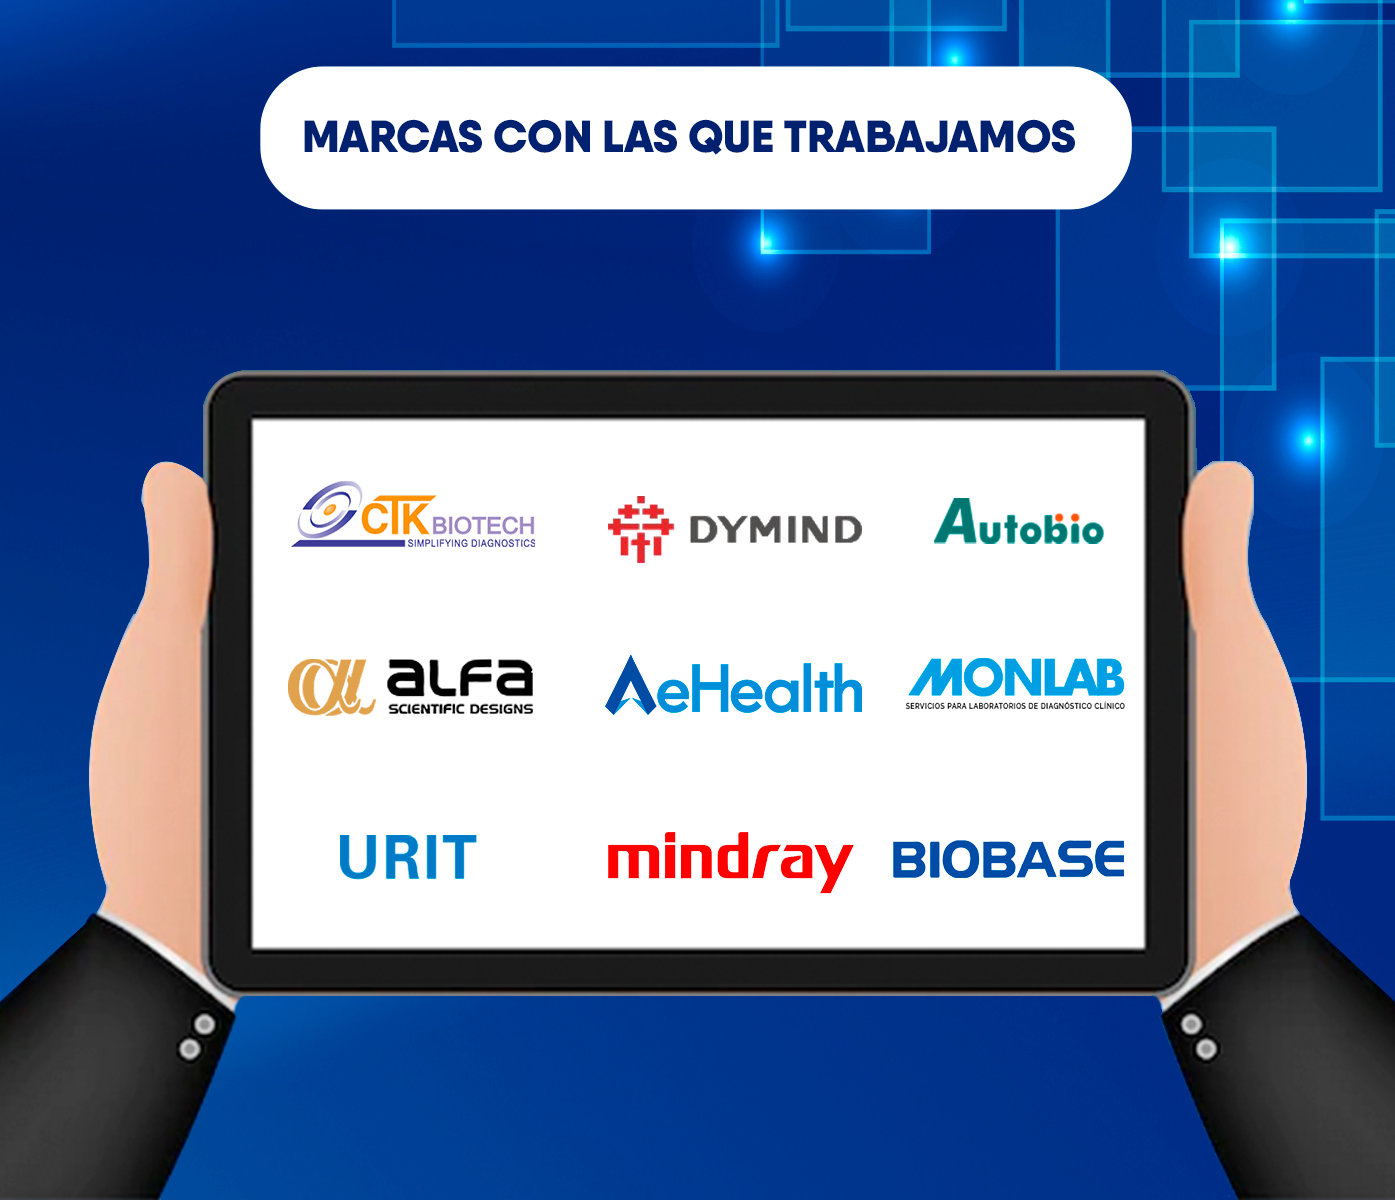 MARCAS CON LAS QUE TRABAJAMOS
CTK BIOTECH
SIMPLIFYING DIAGNOSTICS
DYMIND
Autobio
ALFA
SCIENTIFIC DESIGNS
AeHealth
MONLAB
SERVICIOS PARA LABORATORIOS DE DIAGNÓSTICO CLÍNICO
URIT
mindray
BIOBASE